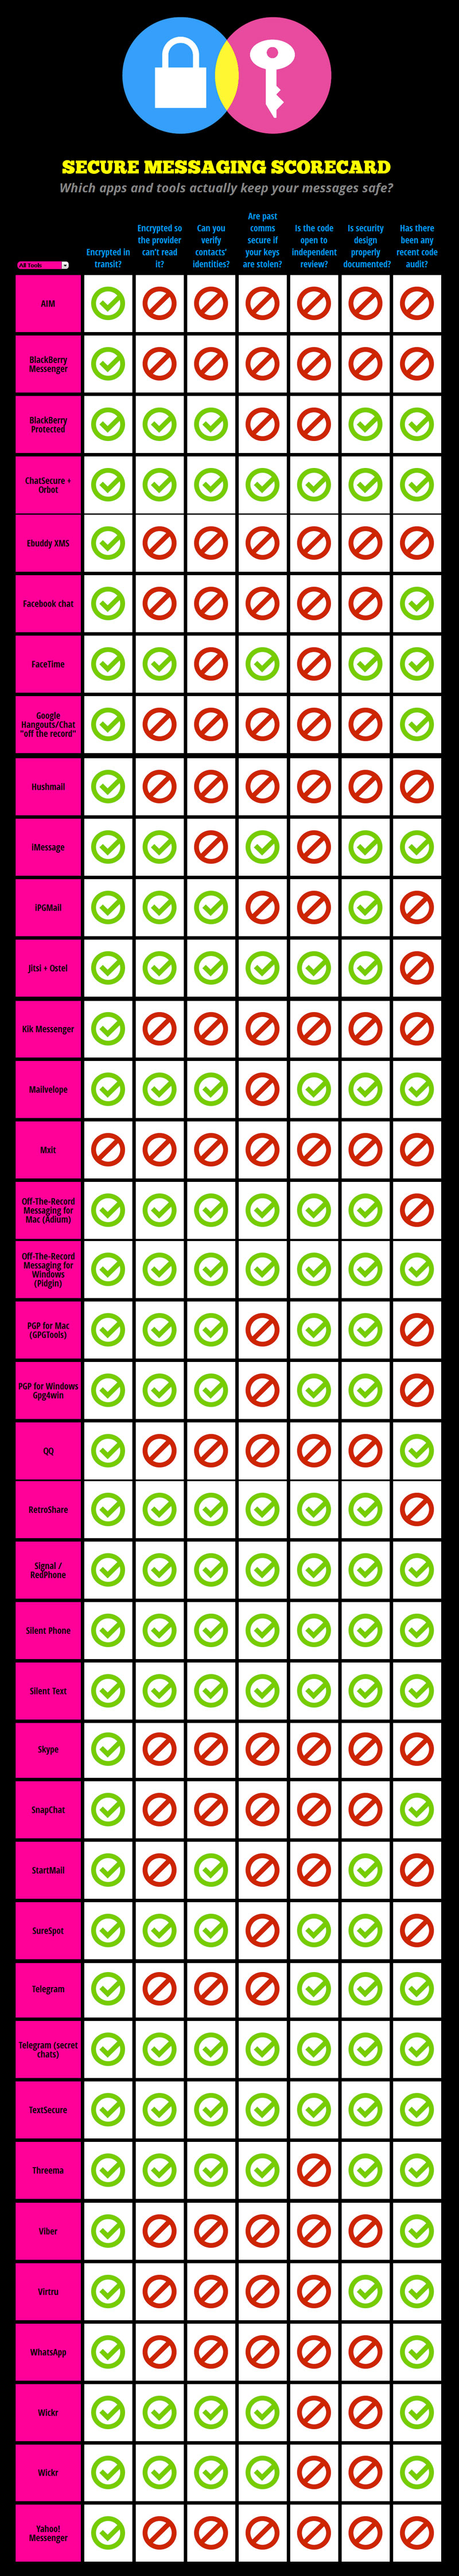 SECURE MESSAGING SCORECARD
Which apps and tools actually keep your messages safe?
All Tools
Encrypted in
transit?
Encrypted so
the provider
can't read
it?
Can you
verify
contacts'
identities?
Are past
comms
secure if
your keys
are stolen?
Is the code
open to
independent
review?
Is security
design
properly
documented?
Has there
been any
recent code
audit?
AIM
BlackBerry
Messenger
BlackBerry
Protected
ChatSecure +
Orbot
Ebuddy XMS
Facebook chat
FaceTime
Google
Hangouts/Chat
"off the record"
Hushmail
iMessage
iPGMail
Jitsi + Ostel
Kik Messenger
Mailvelope
Mxit
Off-The-Record
Messaging for
Mac (Adium)
Off-The-Record
Messaging for
Windows
(Pidgin)
PGP for Mac
(GPGTools)
PGP for Windows
Gpg4win
QQ
RetroShare
Signal /
RedPhone
Silent Phone
Silent Text
Skype
SnapChat
StartMail
SureSpot
Telegram
Telegram (secret
chats)
TextSecure
Threema
Viber
Virtru
WhatsApp
Wickr
Wickr
Yahoo!
Messenger